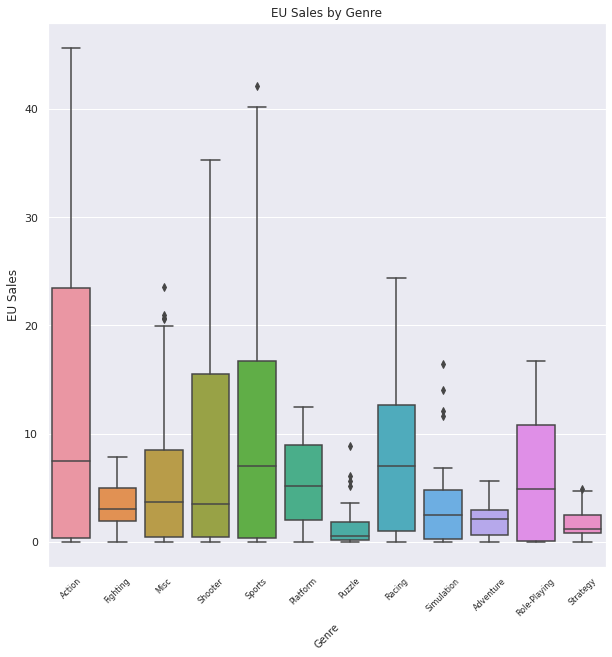 EU Sales by Genre
EU Sales
40
30
20
10
0
Action
Fighting
Misc
Shooter
Sports
Platform
Puzzle
Racing
Simulation
Adventure
Role-Playing
Strategy
Genre